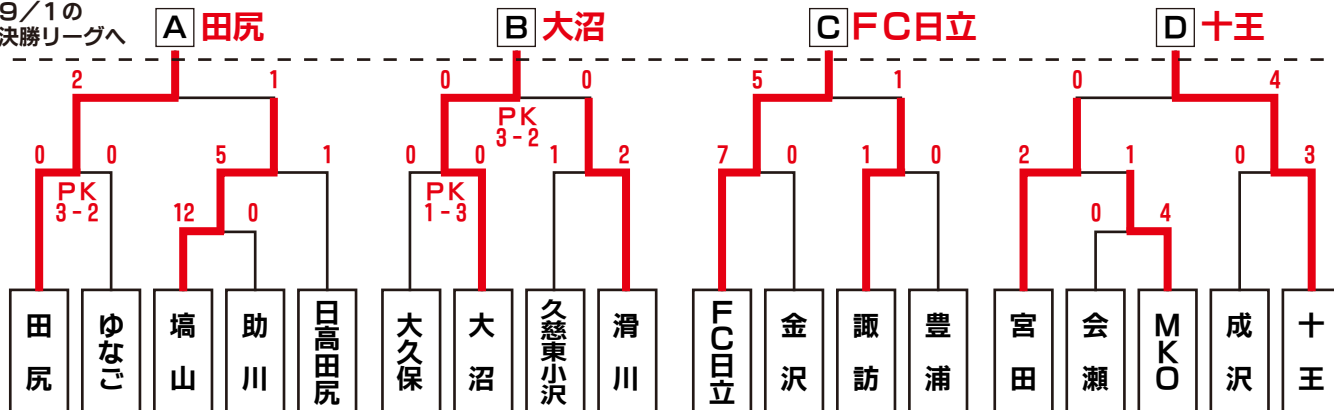 9/1の
決勝リーグへ
A 田尻
B 大沼
C FC日立
D 十王
2 1 0 0 5 1 0 4
PK
3-2
0 0 5 1 0 0 1 2 7 0 1 0 2 1 0 3
PK
3-2
PK
1-3
12 0 0 4
田尻
ゆなご
塙山
助川
日高田尻
大久保
大沼
久慈東小沢
滑川
FC日立
金沢
諏訪
豊浦
宮田
会瀬
MKO
成沢
十王